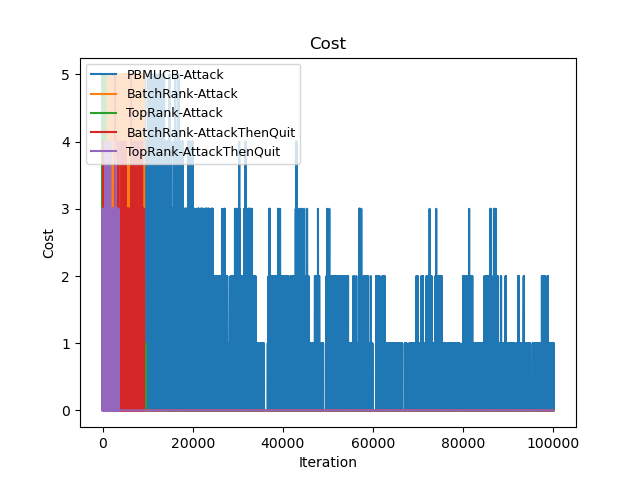 Cost
PBMUCB-Attack
BatchRank-Attack
TopRank-Attack
BatchRank-AttackThenQuit
TopRank-AttackThenQuit
5
4
3
2
1
0
Cost
0 20000 40000 60000 80000 100000
Iteration